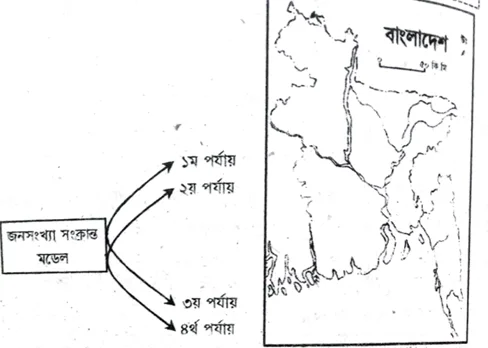 ১ম পর্যায়
২য় পর্যায়
জনসংখ্যা সংক্রান্ত
মডেল
৩য় পর্যায়
৪র্থ পর্যায়
বাংলাদেশ